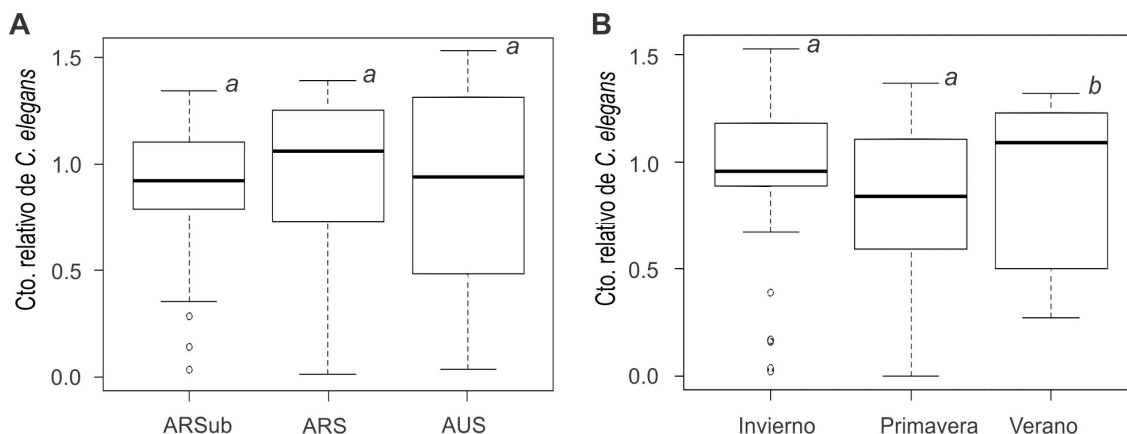 A
Cto. relativo de C. elegans
1.5
1.0
0.5
0.0
a
a
a
ARSub
ARS
AUS
B
Cto. relativo de C. elegans
1.5
1.0
0.5
0.0
a
a
b
Invierno
Primavera
Verano